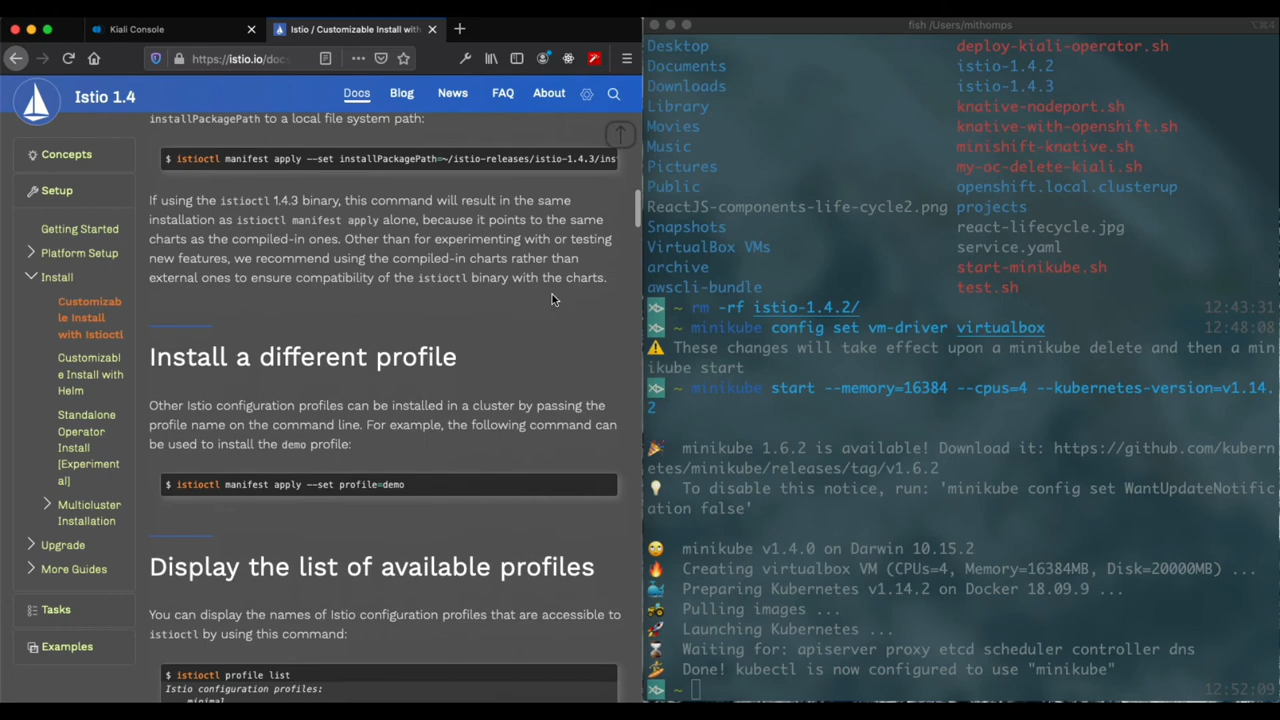 Kiali Console
Istio / Customizable Install with
https://istio.io/docs
Istio 1.4
Docs
Blog
News
FAQ
About
Concepts
Setup
Getting Started
Platform Setup
Install
Customizab
le Install
with Istioctl
Customizabl
e Install with
Helm
Standalone
Operator
Install
[Experiment
al]
Multicluster
Installation
Upgrade
More Guides
Tasks
Examples
installPackagePath to a local file system path:
$ istioctl manifest apply --set installPackagePath=~/istio-releases/istio-1.4.3/ins
If using the istioctl 1.4.3 binary, this command will result in the same
installation as istioctl manifest apply alone, because it points to the same
charts as the compiled-in ones. Other than for experimenting with or testing
new features, we recommend using the compiled-in charts rather than
external ones to ensure compatibility of the istioctl binary with the charts.
Install a different profile
Other Istio configuration profiles can be installed in a cluster by passing the
profile name on the command line. For example, the following command can
be used to install the demo profile:
$ istioctl manifest apply --set profile=demo
Display the list of available profiles
You can display the names of Istio configuration profiles that are accessible to
istioctl by using this command:
$ istioctl profile list
Istio configuration profiles:
minimal
fish /Users/mithomps
⌥⌘4
Desktop deploy-kiali-operator.sh
Documents istio-1.4.2
Downloads istio-1.4.3
Library knative-nodeport.sh
Movies knative-with-openshift.sh
Music minishift-knative.sh
Pictures my-oc-delete-kiali.sh
Public openshift.local.clusterup
ReactJS-components-life-cycle2.png projects
Snapshots react-lifecycle.jpg
VirtualBox VMs service.yaml
archive start-minikube.sh
awscli-bundle test.sh
~ rm -rf istio-1.4.2/ 12:43:31
~ minikube config set vm-driver virtualbox 12:48:08
⚠️ These changes will take effect upon a minikube delete and then a min
ikube start
~ minikube start --memory=16384 --cpus=4 --kubernetes-version=v1.14.
2
🎉 minikube 1.6.2 is available! Download it: https://github.com/kubern
etes/minikube/releases/tag/v1.6.2
💡 To disable this notice, run: 'minikube config set WantUpdateNotific
ation false'
🙄 minikube v1.4.0 on Darwin 10.15.2
🔥 Creating virtualbox VM (CPUs=4, Memory=16384MB, Disk=20000MB) ...
🐳 Preparing Kubernetes v1.14.2 on Docker 18.09.9 ...
🚜 Pulling images ...
🚀 Launching Kubernetes ...
⌛ Waiting for: apiserver proxy etcd scheduler controller dns
🏄 Done! kubectl is now configured to use "minikube"
~ 12:52:09